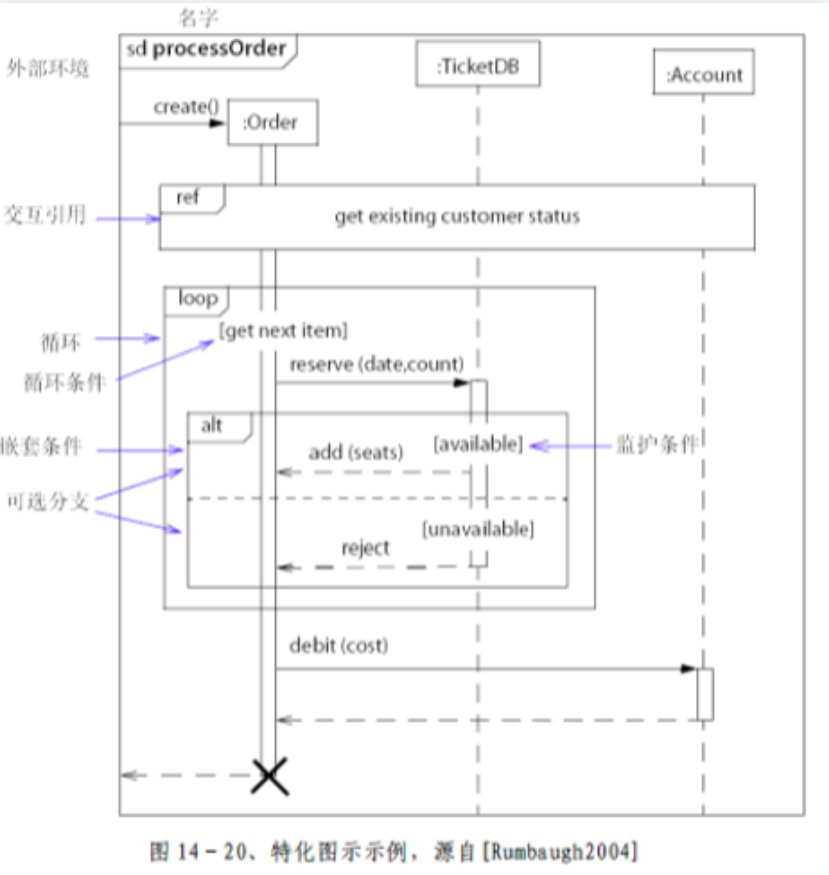 名字
sd processOrder
外部环境
:TicketDB
:Account
create()
:Order
ref
交互引用
get existing customer status
loop
[get next item]
循环
reserve (date,count)
循环条件
alt
嵌套条件
add (seats)
[available]
监护条件
可选分支
[unavailable]
reject
debit (cost)
图 14-20、特化图示示例，源自[Rumbaugh2004]